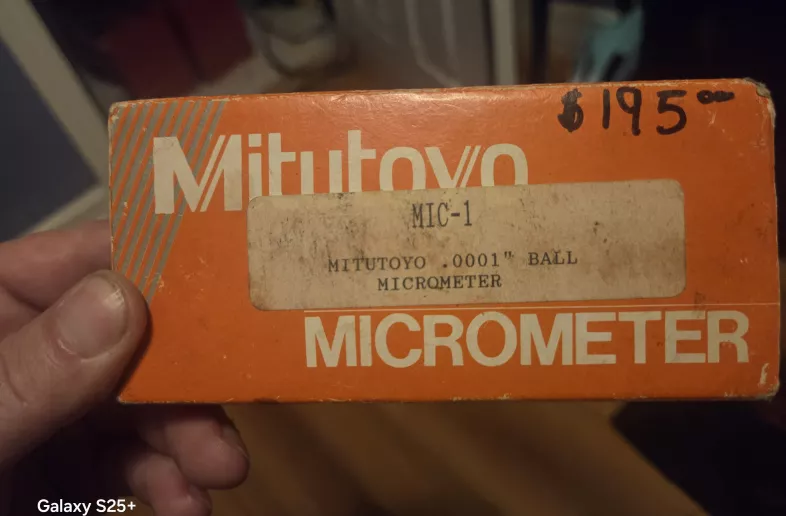 $195.00
Mitutoyo
MIC-1
MITUTOYO .0001" BALL
MICROMETER
MICROMETER
Galaxy S25+